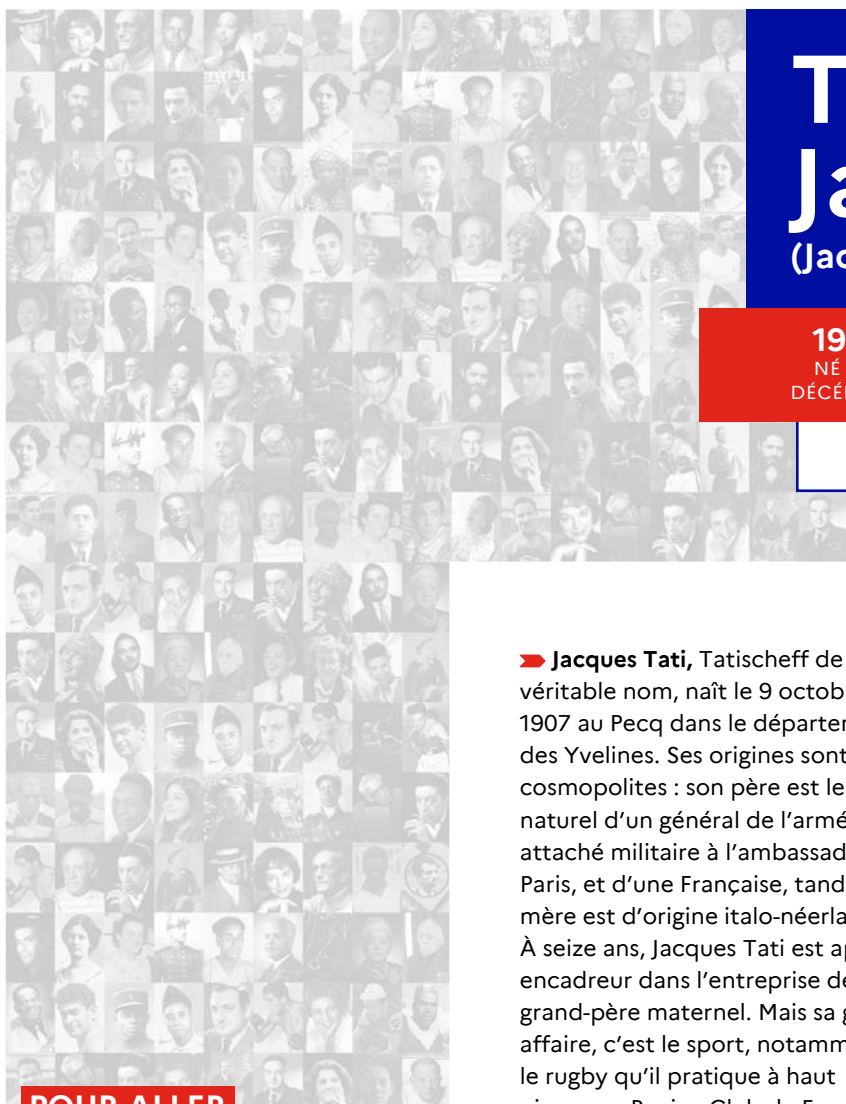 T
Ja
(Jac
19
NÉ
DÉCÉ
Jacques Tati, Tatischeff de
véritable nom, naît le 9 octob
1907 au Pecq dans le départe
des Yvelines. Ses origines sont
cosmopolites : son père est le
naturel d'un général de l'armé
attaché militaire à l'ambassad
Paris, et d'une Française, tand
mère est d'origine italo-néerla
À seize ans, Jacques Tati est ap
encadreur dans l'entreprise de
grand-père maternel. Mais sa g
affaire, c'est le sport, notamm
le rugby qu'il pratique à haut
POUR ALLER